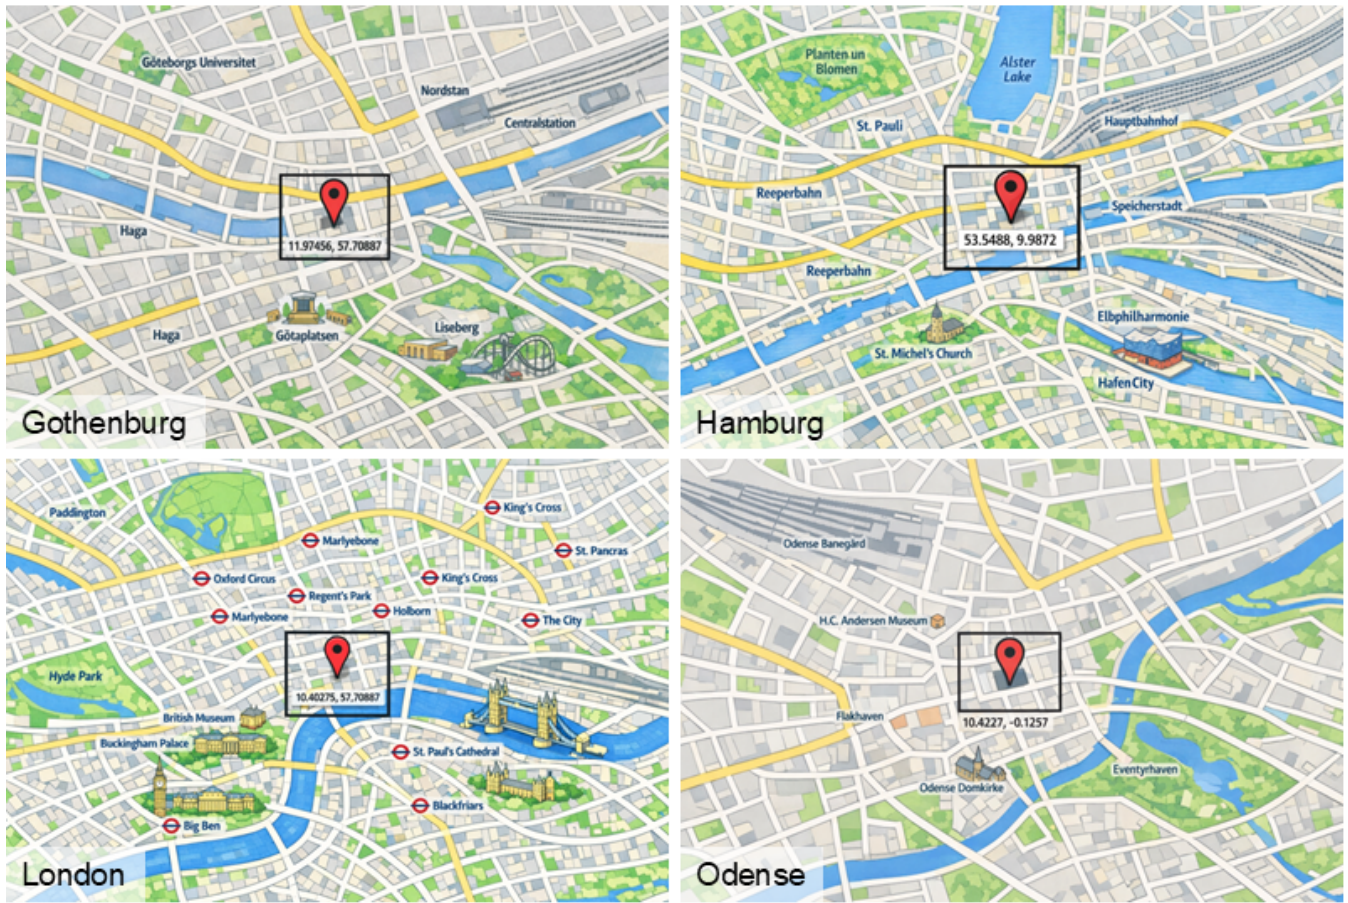 Göteborgs Universitet
Nordstan
Centralstation
Haga
11.97456, 57.70887
Haga
Götaplatsen
Liseberg
Gothenburg
Planten un
Blomen
Alster
Lake
St. Pauli
Hauptbahnhof
Reeperbahn
Speicherstadt
53.5488, 9.9872
Reeperbahn
Elbphilharmonie
St. Michel's Church
HafenCity
Hamburg
Paddington
King's Cross
Marlyebone
St. Pancras
Oxford Circus
King's Cross
Regent's Park
Marlyebone
Holborn
The City
Hyde Park
10.40275, 57.70887
British Museum
Buckingham Palace
St. Paul's Cathedral
Blackfriars
Big Ben
London
Odense Banegård
H.C. Andersen Museum
Flakhaven
10.4227, -0.1257
Eventyrhaven
Odense Domkirke
Odense